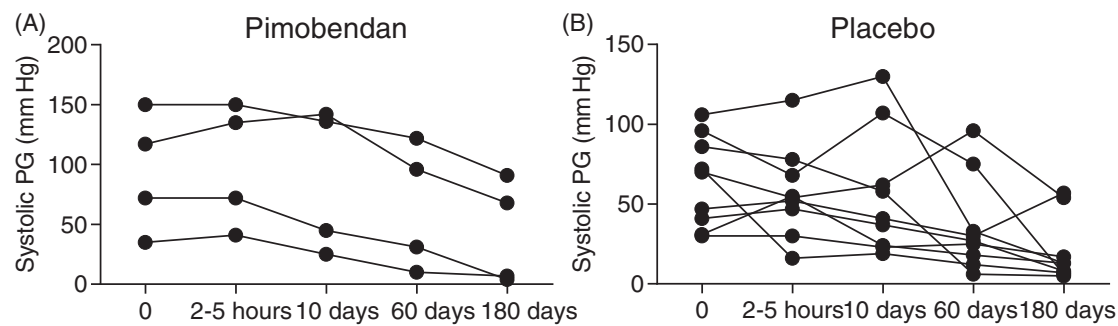 (A) Pimobendan
Systolic PG (mm Hg)
200
150
100
50
0
0 2-5 hours 10 days 60 days 180 days
(B) Placebo
Systolic PG (mm Hg)
150
100
50
0
0 2-5 hours 10 days 60 days 180 days